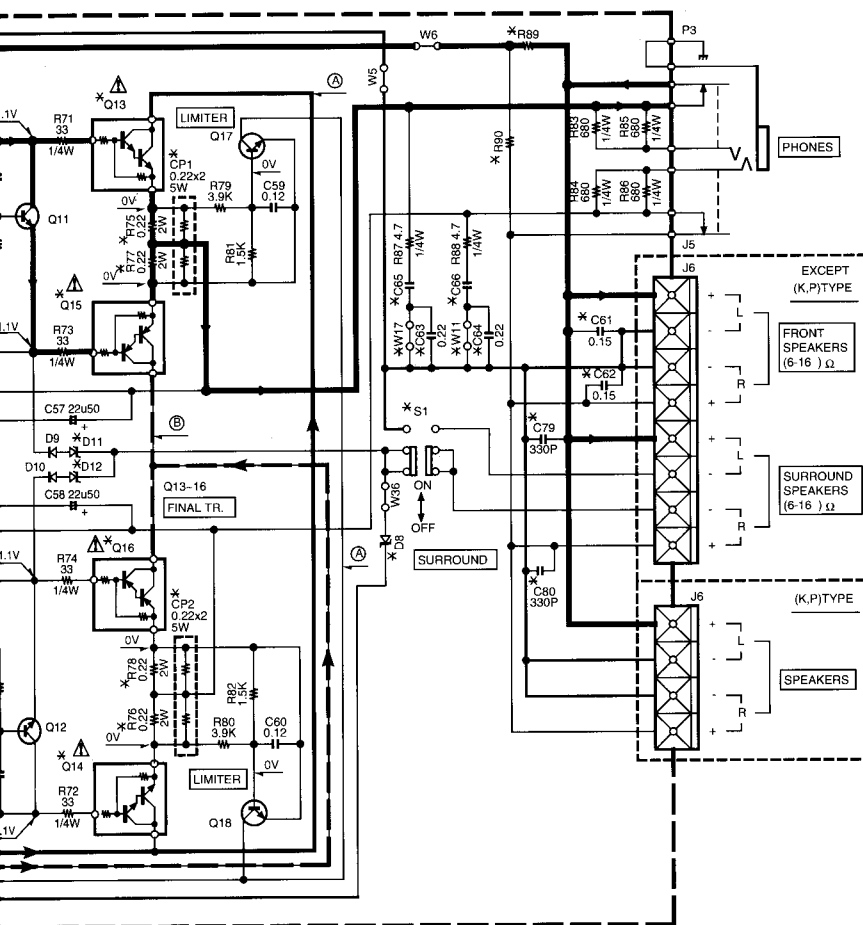 P3
W6
*R89
A
W5
*Q13
.1V
R71
33
1/4W
LIMITER
Q17
*
CP1
0.22x2
5W
0V
R83
680
1/4W
R85
680
1/4W
*R90
PHONES
0V
R79
3.9K
C59
0.12
R84
680
1/4W
R86
680
1/4W
Q11
*R75
0.22
2W
*R77
0.22
2W
0V
R81
1.5K
R87 4.7
1/4W
R88 4.7
1/4W
J5
J6
EXCEPT
(K,P)TYPE
*Q15
*C65
*C66
.1V
R73
33
1/4W
*W17
*C63
0.22
*W11
*C64
0.22
*C61
0.15
+
-
L
FRONT
SPEAKERS
(6-16 ) Ω
*C62
0.15
-
+
R
C57 22u50
+
B
*S1
*C79
330P
+
-
L
D9
*D11
D10
*D12
Q13~16
FINAL TR.
ON
OFF
W36
SURROUND
SPEAKERS
(6-16 ) Ω
C58 22u50
+
-
+
R
*Q16
A
*D8
SURROUND
.1V
R74
33
1/4W
*
CP2
0.22x2
5W
*C80
330P
J6
(K,P)TYPE
0V
+
-
L
*R78
0.22
2W
R82
1.5K
SPEAKERS
*R76
0.22
2W
-
+
R
Q12
0V
R80
3.9K
C60
0.12
*Q14
LIMITER
0V
R72
33
1/4W
Q18
.1V